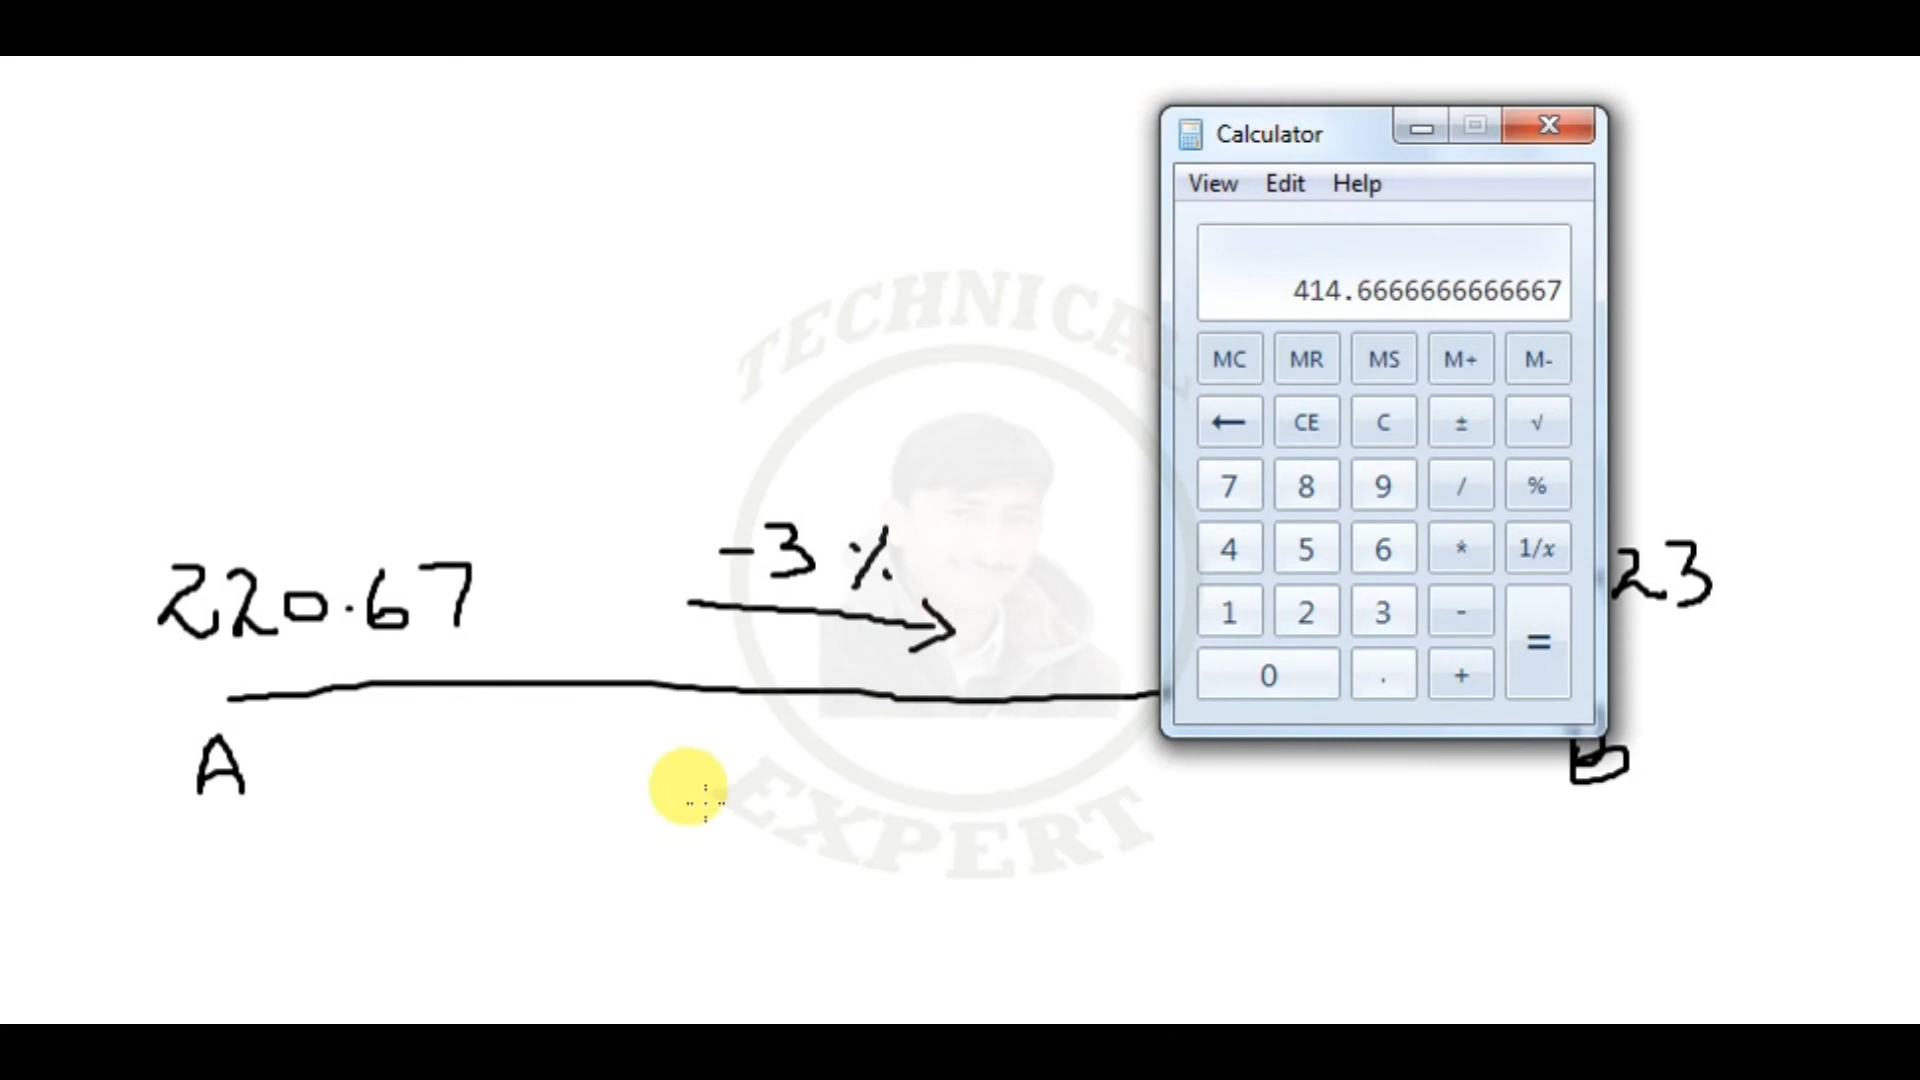 Calculator
View Edit Help
414.6666666666667
MC MR MS M+ M-
← CE C ± √
7 8 9 / %
4 5 6 * 1/x
1 2 3 - =
0 . +
TECHNICAL
-3 %
220.67
23
A
B
EXPERT